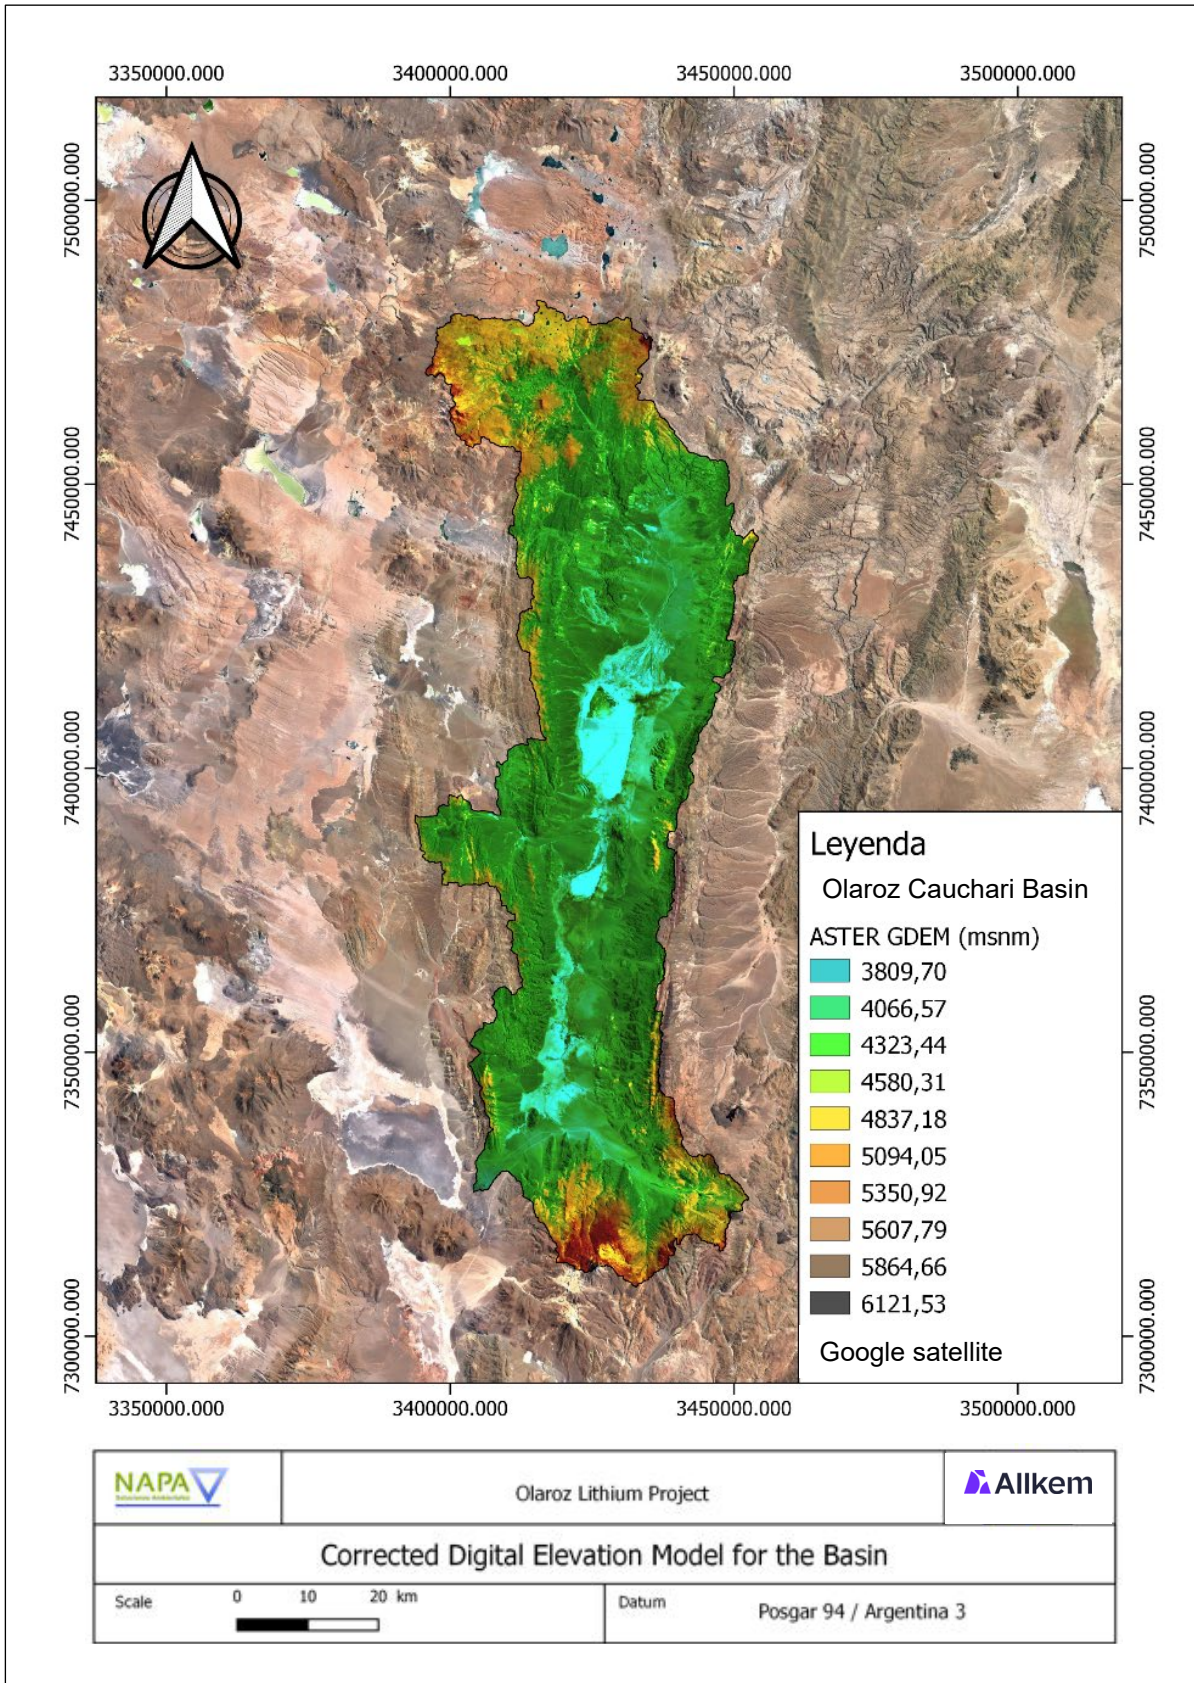 3350000.000 3400000.000 3450000.000 3500000.000
7500000.000 7500000.000
7450000.000 7450000.000
7400000.000 7400000.000
7350000.000 7350000.000
7300000.000 7300000.000
Leyenda
Olaroz Cauchari Basin
ASTER GDEM (msnm)
3809,70
4066,57
4323,44
4580,31
4837,18
5094,05
5350,92
5607,79
5864,66
6121,53
Google satellite
3350000.000 3400000.000 3450000.000 3500000.000
NAPA
Soluciones Ambientales
Olaroz Lithium Project
Allkem
Corrected Digital Elevation Model for the Basin
Scale 0 10 20 km
Datum Posgar 94 / Argentina 3